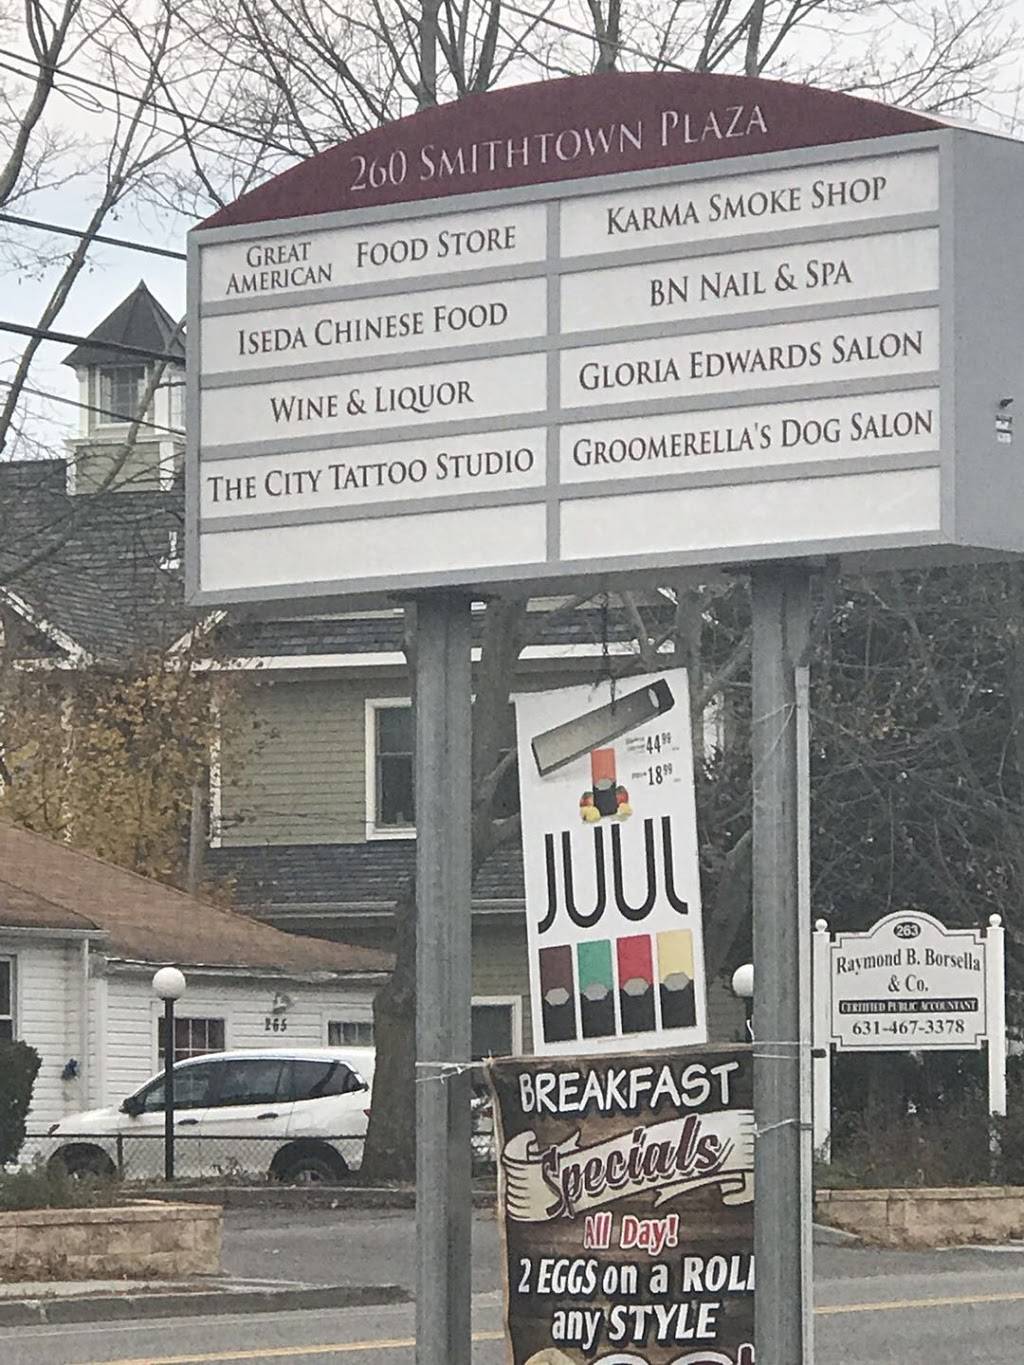 260 SMITHTOWN PLAZA
GREAT AMERICAN FOOD STORE
KARMA SMOKE SHOP
ISEDA CHINESE FOOD
BN NAIL & SPA
WINE & LIQUOR
GLORIA EDWARDS SALON
THE CITY TATTOO STUDIO
GROOMERELLA'S DOG SALON
44.99
18.99
JUUL
BREAKFAST
Specials
All Day!
2 EGGS on a ROLL
any STYLE
263
Raymond B. Borsella
& Co.
CERTIFIED PUBLIC ACCOUNTANT
631-467-3378
265